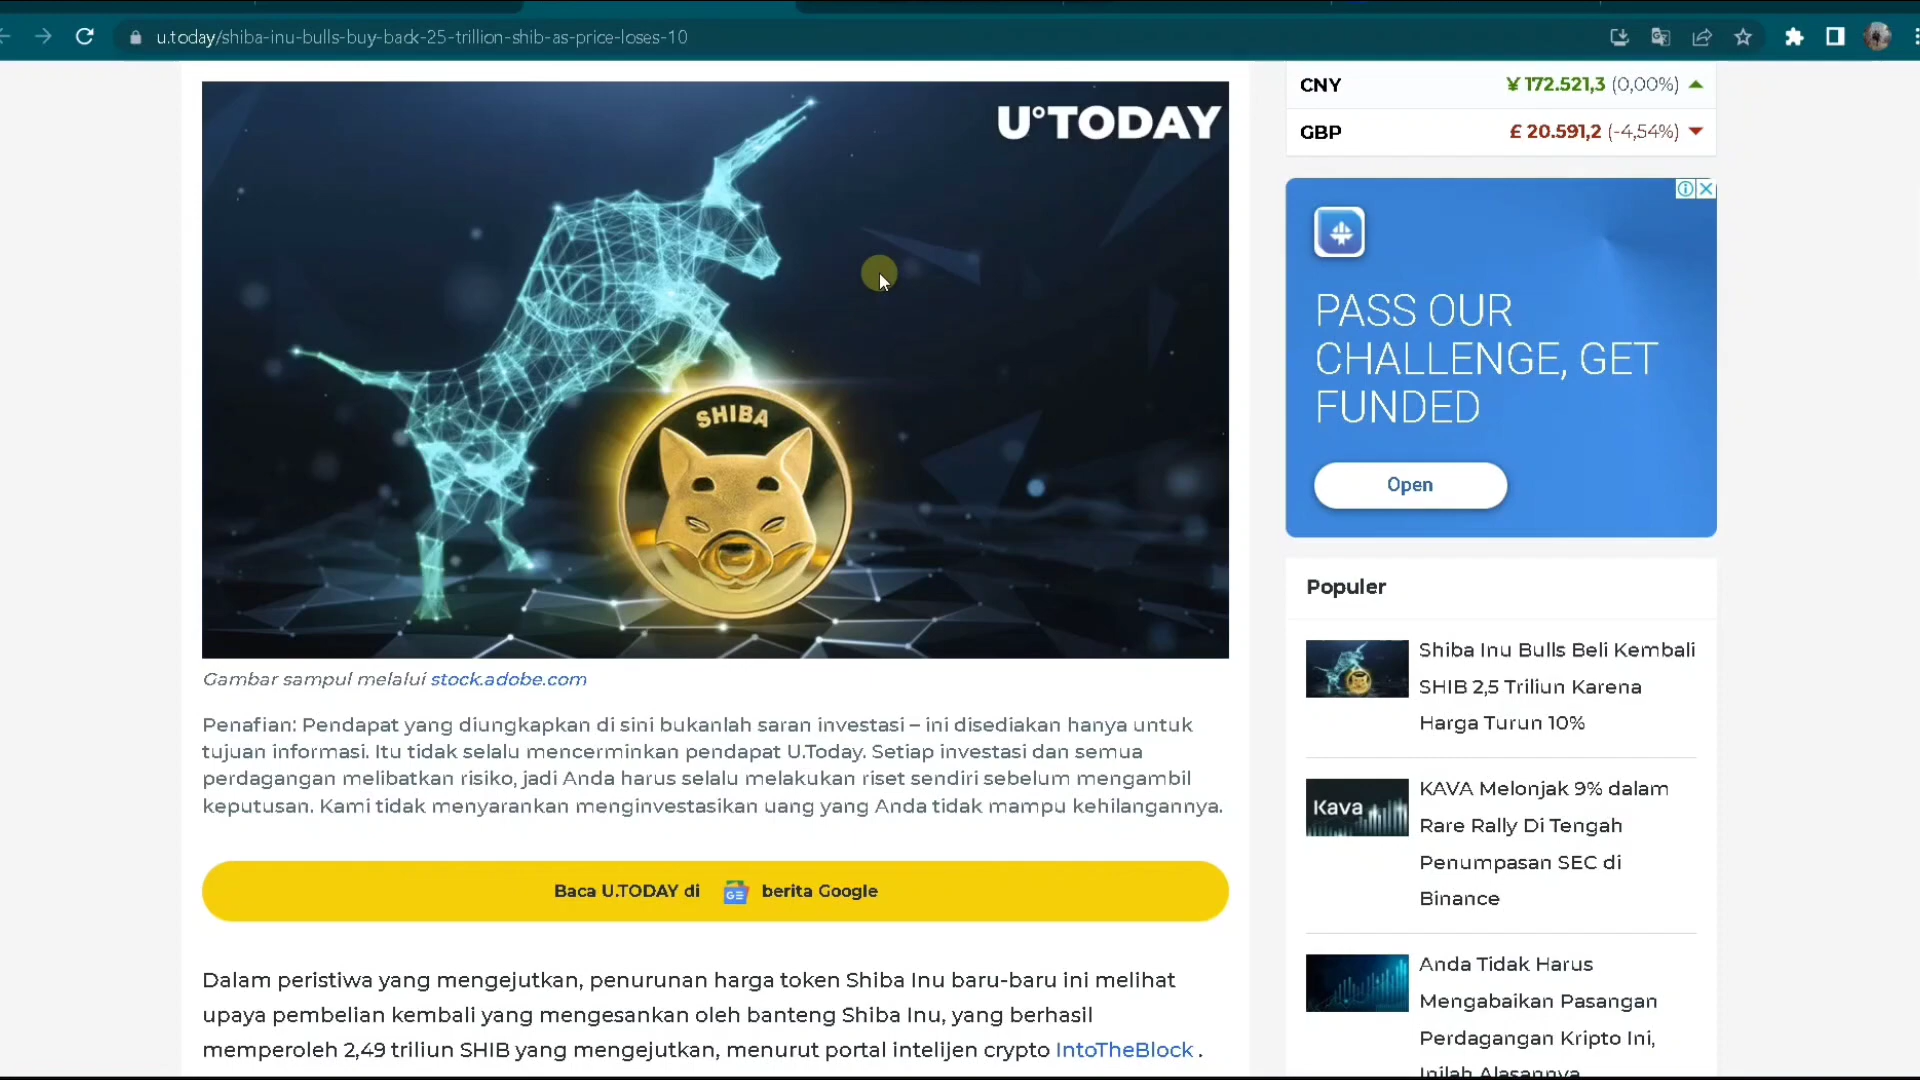 u.today/shiba-inu-bulls-buy-back-25-trillion-shib-as-price-loses-10
U°TODAY
SHIBA
Gambar sampul melalui stock.adobe.com
Penafian: Pendapat yang diungkapkan di sini bukanlah saran investasi – ini disediakan hanya untuk
tujuan informasi. Itu tidak selalu mencerminkan pendapat U.Today. Setiap investasi dan semua
perdagangan melibatkan risiko, jadi Anda harus selalu melakukan riset sendiri sebelum mengambil
keputusan. Kami tidak menyarankan menginvestasikan uang yang Anda tidak mampu kehilangannya.
Baca U.TODAY di GE berita Google
Dalam peristiwa yang mengejutkan, penurunan harga token Shiba Inu baru-baru ini melihat
upaya pembelian kembali yang mengesankan oleh banteng Shiba Inu, yang berhasil
memperoleh 2,49 triliun SHIB yang mengejutkan, menurut portal intelijen crypto IntoTheBlock .
CNY ¥ 172.521,3 (0,00%)
GBP £ 20.591,2 (-4,54%)
PASS OUR
CHALLENGE, GET
FUNDED
Open
Populer
Shiba Inu Bulls Beli Kembali
SHIB 2,5 Triliun Karena
Harga Turun 10%
Kava
KAVA Melonjak 9% dalam
Rare Rally Di Tengah
Penumpasan SEC di
Binance
Anda Tidak Harus
Mengabaikan Pasangan
Perdagangan Kripto Ini,
Inilah Alasannya